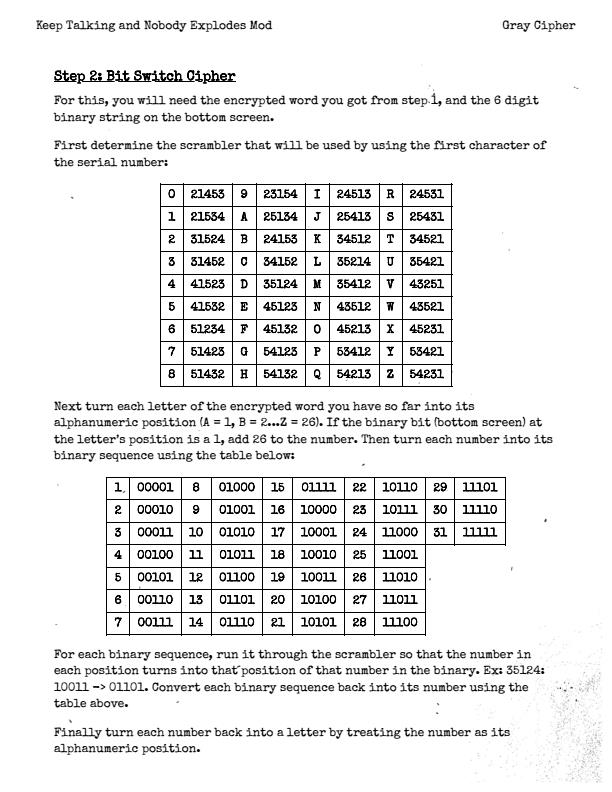 Keep Talking and Nobody Explodes Mod Gray Cipher
Step 2: Bit Switch Cipher
For this, you will need the encrypted word you got from step 1, and the 6 digit
binary string on the bottom screen.
First determine the scrambler that will be used by using the first character of
the serial number:
0 21453 9 23154 I 24513 R 24531
1 21534 A 25134 J 25413 S 25431
2 31524 B 24153 K 34512 T 34521
3 31452 C 34152 L 35214 U 35421
4 41523 D 35124 M 35412 V 43251
5 41532 E 45123 N 43512 W 43521
6 51234 F 45132 O 45213 X 45231
7 51423 G 54123 P 53412 Y 53421
8 51432 H 54132 Q 54213 Z 54231
Next turn each letter of the encrypted word you have so far into its
alphanumeric position (A = 1, B = 2...Z = 26). If the binary bit (bottom screen) at
the letter's position is a 1, add 26 to the number. Then turn each number into its
binary sequence using the table below:
1 00001 8 01000 15 01111 22 10110 29 11101
2 00010 9 01001 16 10000 23 10111 30 11110
3 00011 10 01010 17 10001 24 11000 31 11111
4 00100 11 01011 18 10010 25 11001
5 00101 12 01100 19 10011 26 11010
6 00110 13 01101 20 10100 27 11011
7 00111 14 01110 21 10101 28 11100
For each binary sequence, run it through the scrambler so that the number in
each position turns into that position of that number in the binary. Ex: 35124:
10011 -> 01101. Convert each binary sequence back into its number using the
table above.
Finally turn each number back into a letter by treating the number as its
alphanumeric position.